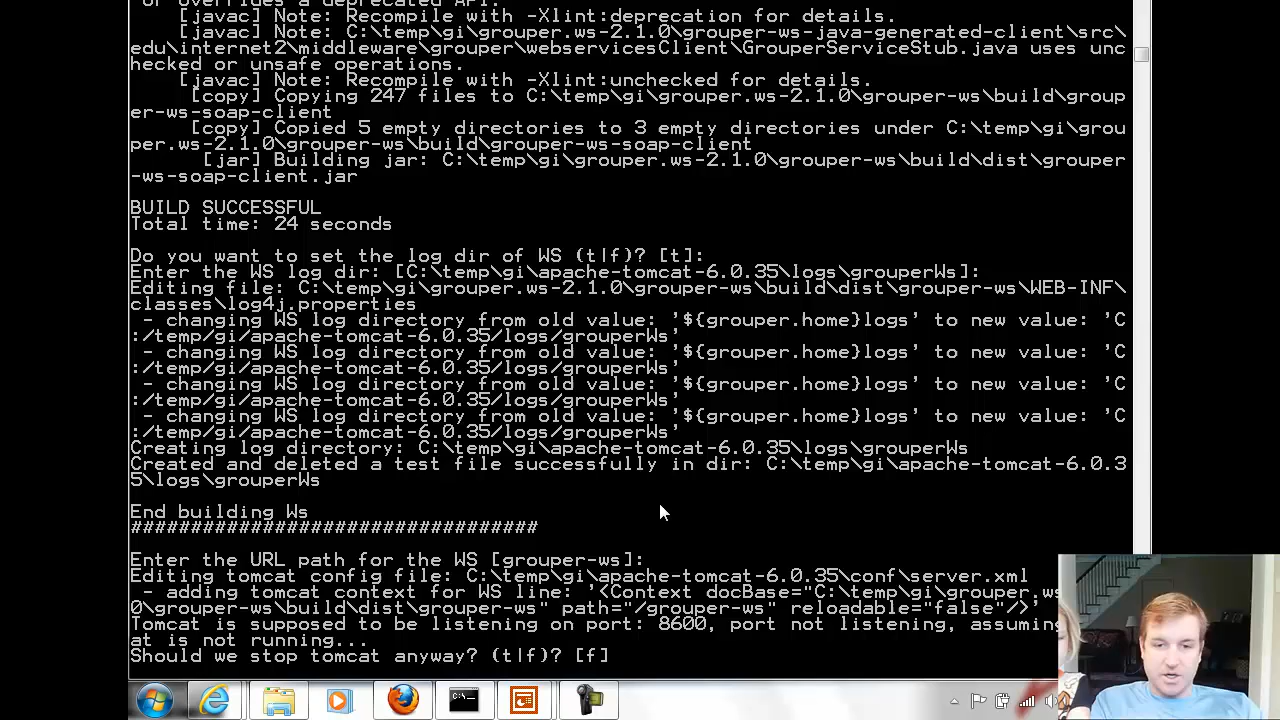 or overrides a deprecated API.
[javac] Note: Recompile with -Xlint:deprecation for details.
[javac] Note: C:\temp\gi\grouper.ws-2.1.0\grouper-ws-java-generated-client\src\
edu\internet2\middleware\grouper\webservicesClient\GrouperServiceStub.java uses unc
hecked or unsafe operations.
[javac] Note: Recompile with -Xlint:unchecked for details.
[copy] Copying 247 files to C:\temp\gi\grouper.ws-2.1.0\grouper-ws\build\group
er-ws-soap-client
[copy] Copied 5 empty directories to 3 empty directories under C:\temp\gi\grou
per.ws-2.1.0\grouper-ws\build\grouper-ws-soap-client
[jar] Building jar: C:\temp\gi\grouper.ws-2.1.0\grouper-ws\build\dist\grouper
-ws-soap-client.jar
BUILD SUCCESSFUL
Total time: 24 seconds
Do you want to set the log dir of WS (t|f)? [t]:
Enter the WS log dir: [C:\temp\gi\apache-tomcat-6.0.35\logs\grouperWs]:
Editing file: C:\temp\gi\grouper.ws-2.1.0\grouper-ws\build\dist\grouper-ws\WEB-INF\
classes\log4j.properties
- changing WS log directory from old value: '${grouper.home}logs' to new value: 'C
:/temp/gi/apache-tomcat-6.0.35/logs/grouperWs'
- changing WS log directory from old value: '${grouper.home}logs' to new value: 'C
:/temp/gi/apache-tomcat-6.0.35/logs/grouperWs'
- changing WS log directory from old value: '${grouper.home}logs' to new value: 'C
:/temp/gi/apache-tomcat-6.0.35/logs/grouperWs'
- changing WS log directory from old value: '${grouper.home}logs' to new value: 'C
:/temp/gi/apache-tomcat-6.0.35/logs/grouperWs'
Creating log directory: C:\temp\gi\apache-tomcat-6.0.35\logs\grouperWs
Created and deleted a test file successfully in dir: C:\temp\gi\apache-tomcat-6.0.3
5\logs\grouperWs
End building Ws
##################################
Enter the URL path for the WS [grouper-ws]:
Editing tomcat config file: C:\temp\gi\apache-tomcat-6.0.35\conf\server.xml
- adding tomcat context for WS line: '<Context docBase="C:\temp\gi\grouper.ws
0\grouper-ws\build\dist\grouper-ws" path="/grouper-ws" reloadable="false"/>'
Tomcat is supposed to be listening on port: 8600, port not listening, assuming
at is not running...
Should we stop tomcat anyway? (t|f)? [f]
C:\_